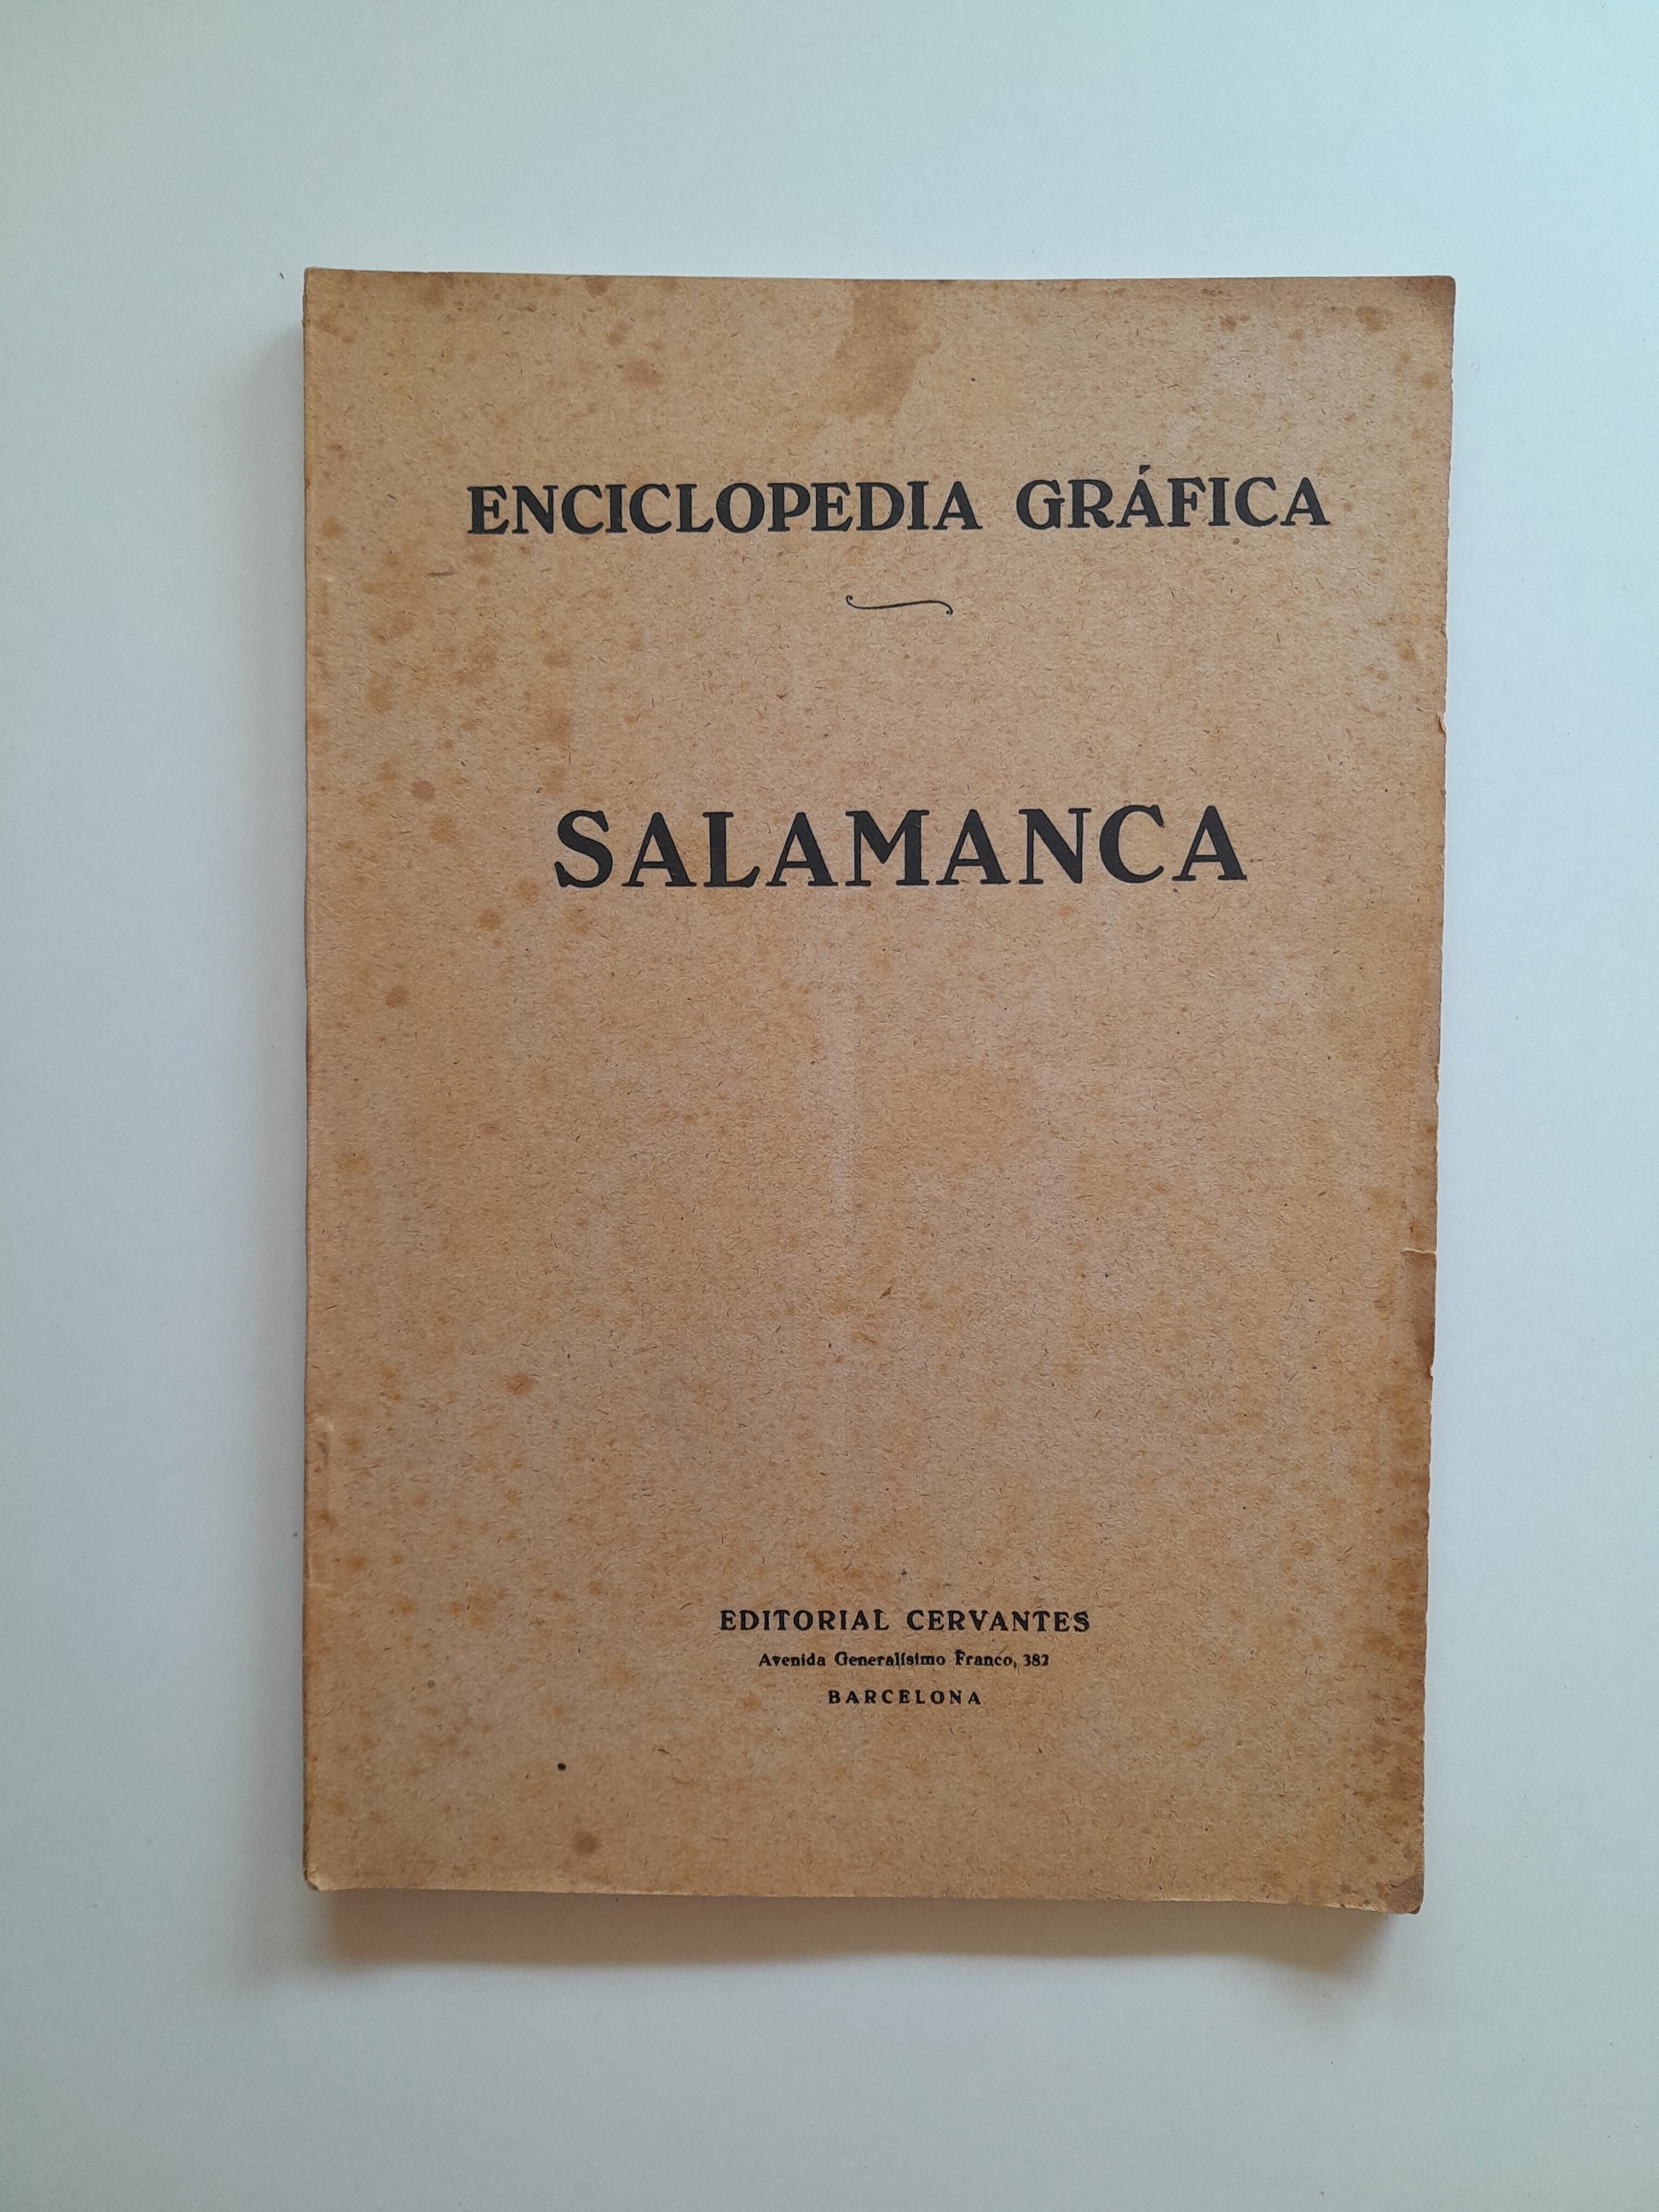 ENCICLOPEDIA GRÁFICA
SALAMANCA
EDITORIAL CERVANTES
Avenida Generalísimo Franco, 382
BARCELONA